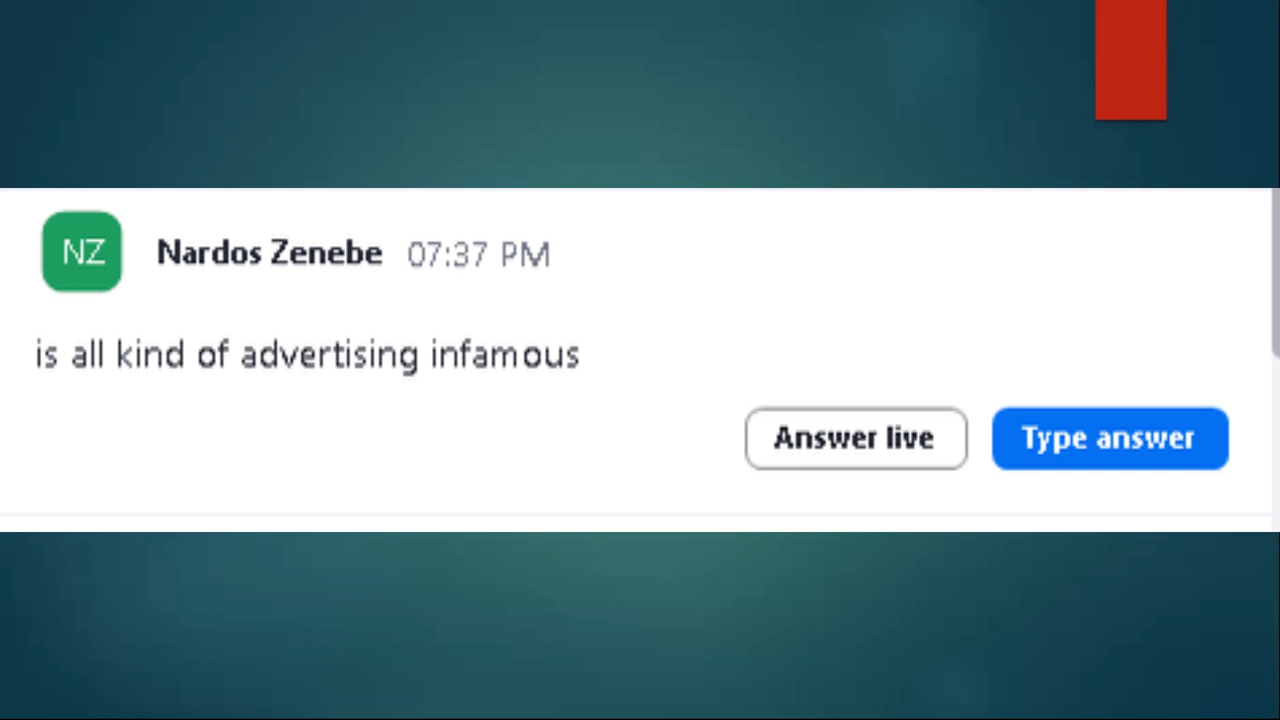 NZ
Nardos Zenebe 07:37 PM
is all kind of advertising infamous
Answer live Type answer